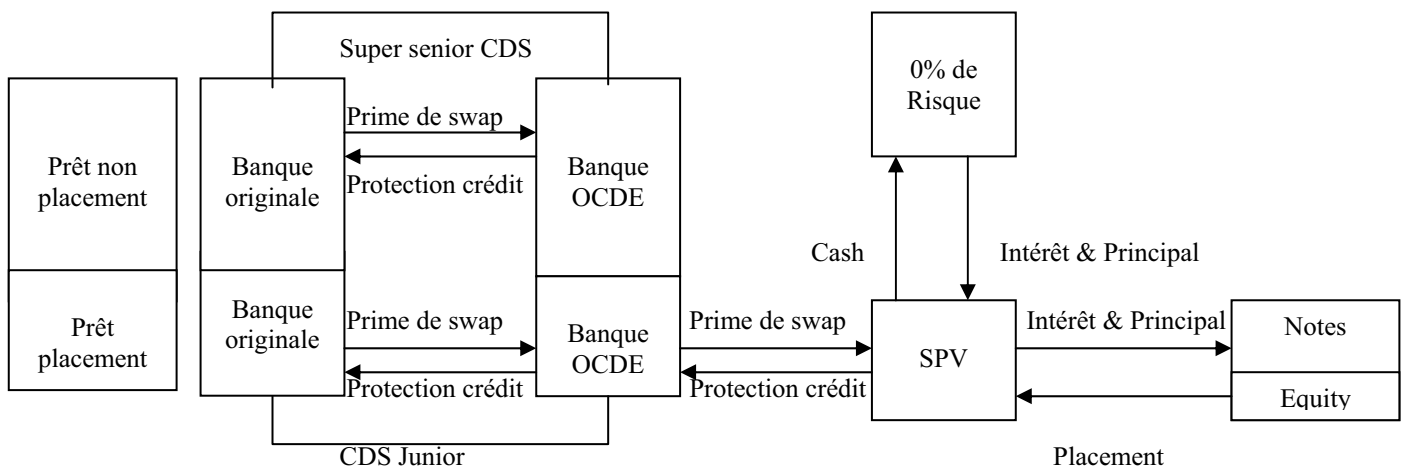 Super senior CDS
0% de
Risque
Prime de swap
Prêt non
placement
Banque
originale
Banque
OCDE
Protection crédit
Cash
Intérêt & Principal
Prêt
placement
Banque
originale
Prime de swap
Protection crédit
Banque
OCDE
Prime de swap
Protection crédit
SPV
Intérêt & Principal
Notes
Equity
CDS Junior
Placement